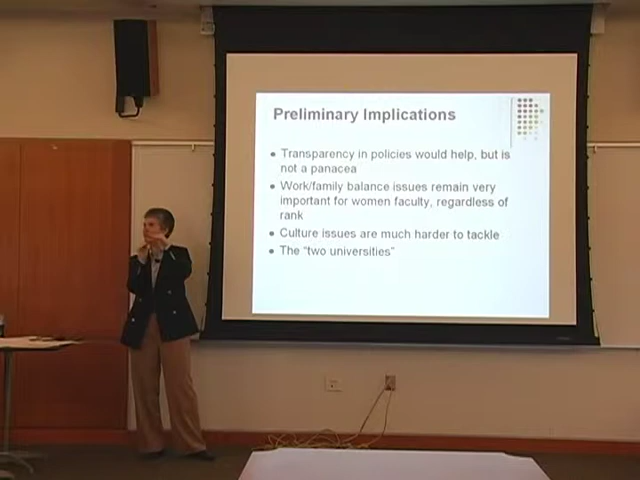 Preliminary Implications
● Transparency in policies would help, but is
not a panacea
● Work/family balance issues remain very
important for women faculty, regardless of
rank
● Culture issues are much harder to tackle
● The "two universities"